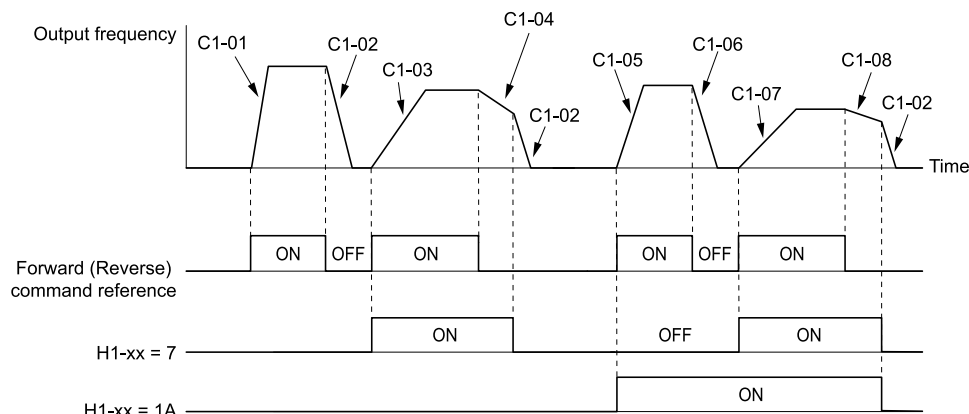 Output frequency
C1-01
C1-02
C1-03
C1-04
C1-02
C1-05
C1-06
C1-07
C1-08
C1-02
Time
Forward (Reverse)
command reference
ON
OFF
ON
ON
OFF
ON
H1-xx = 7
ON
OFF
ON
H1-xx = 1A
ON